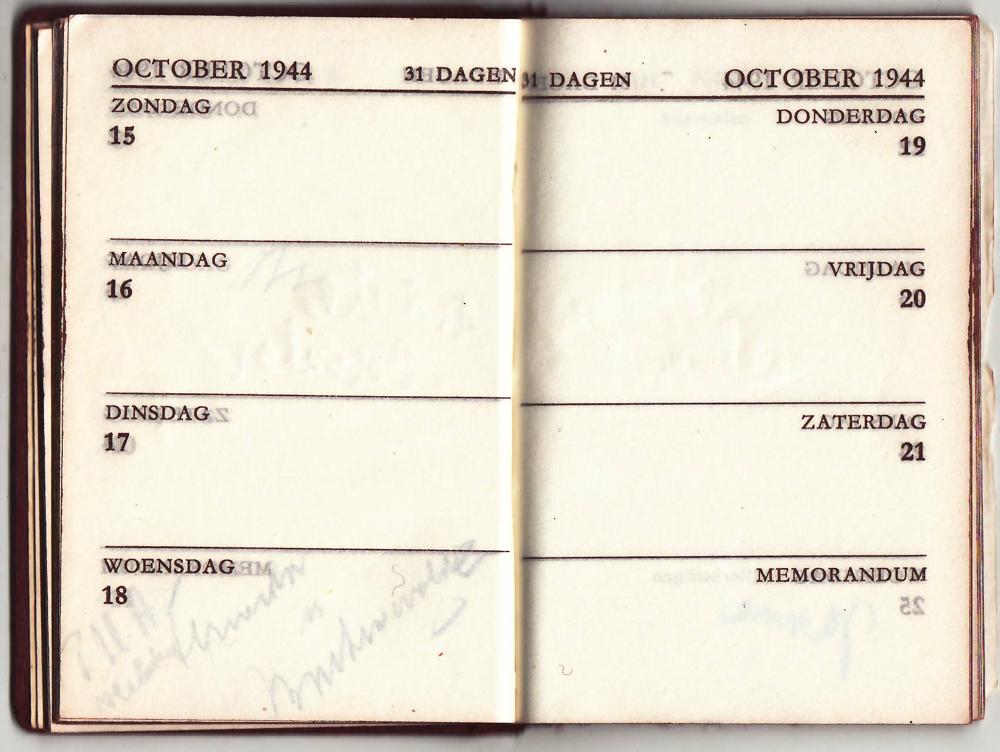 OCTOBER 1944 31 DAGEN
ZONDAG
15
MAANDAG
16
DINSDAG
17
WOENSDAG
18
31 DAGEN OCTOBER 1944
DONDERDAG
19
VRIJDAG
20
ZATERDAG
21
MEMORANDUM